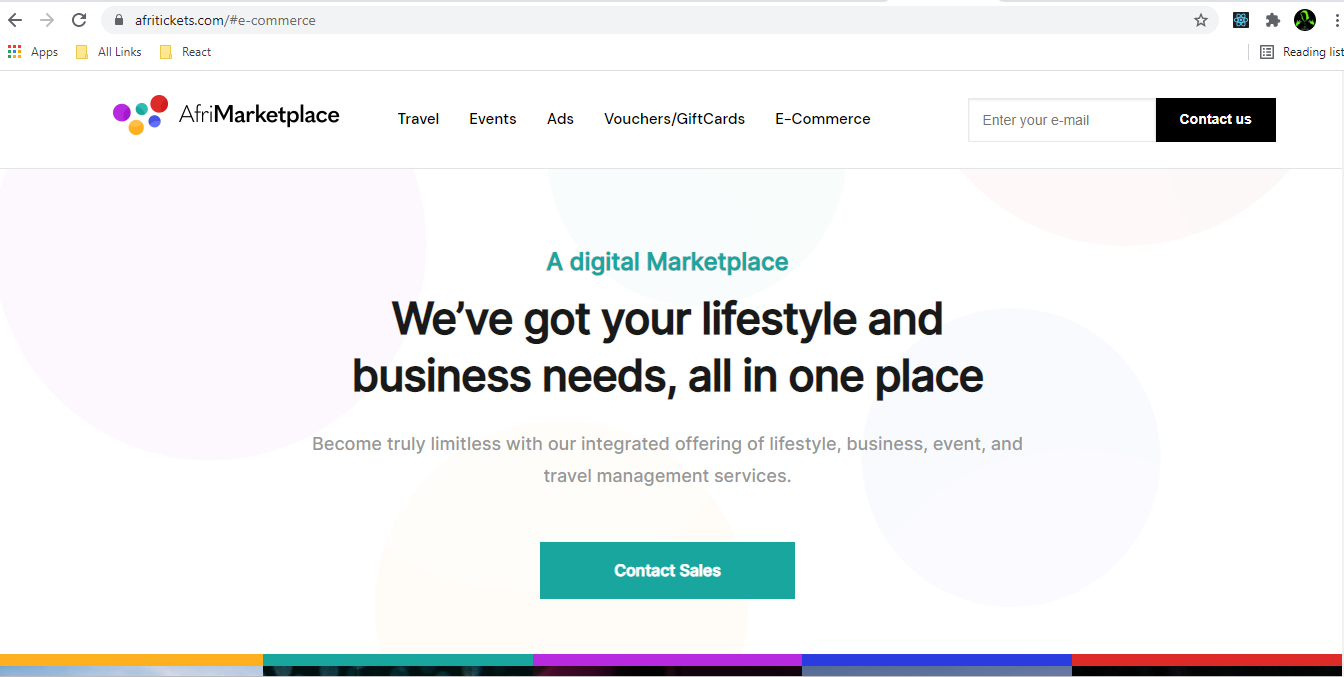 afritickets.com/#e-commerce
Apps All Links React Reading list
AfriMarketplace Travel Events Ads Vouchers/GiftCards E-Commerce Enter your e-mail Contact us
A digital Marketplace
We’ve got your lifestyle and
business needs, all in one place
Become truly limitless with our integrated offering of lifestyle, business, event, and
travel management services.
Contact Sales